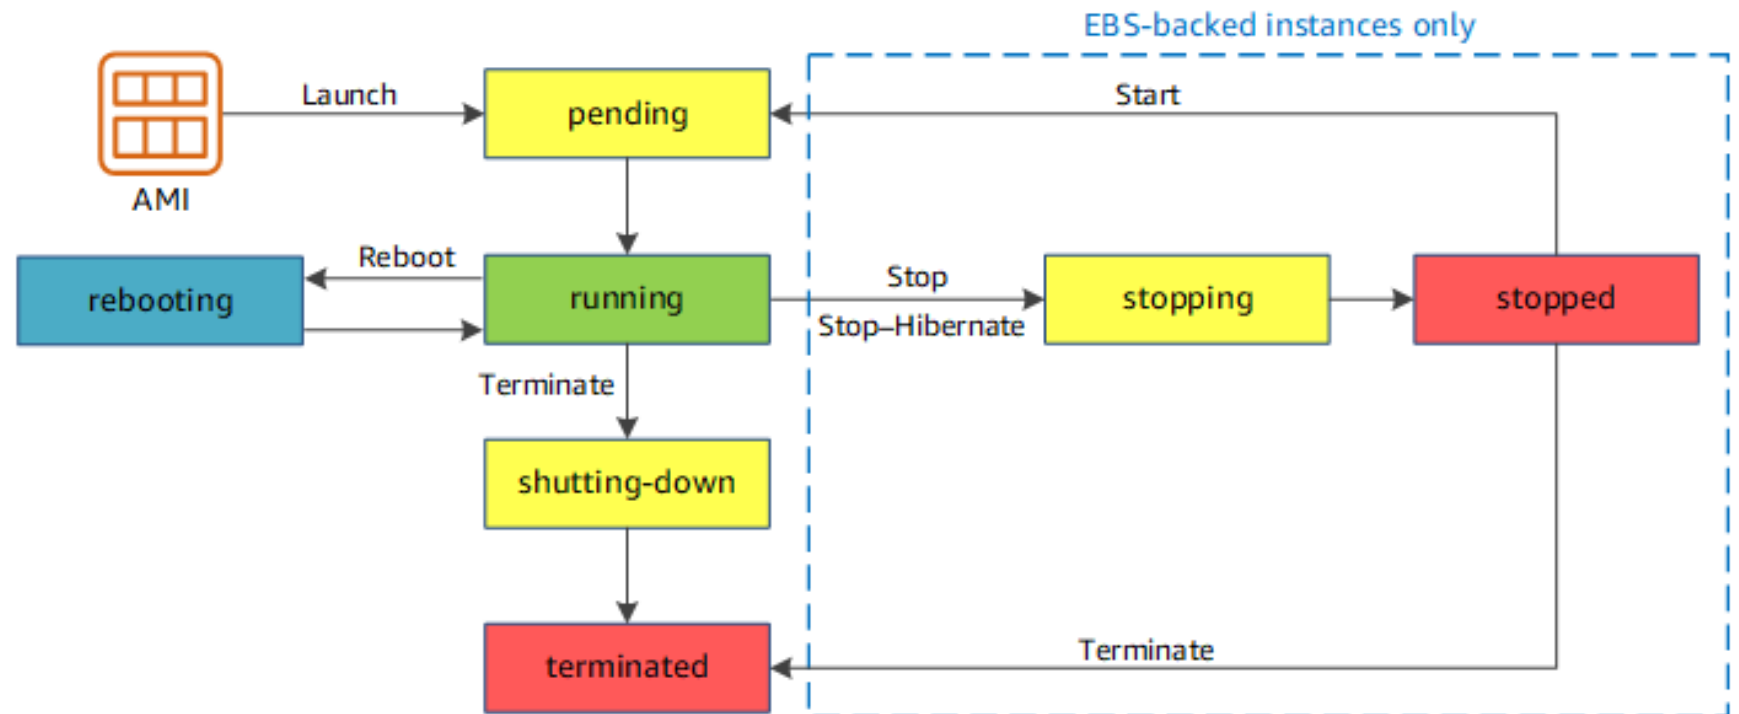 EBS-backed instances only
Launch
pending
Start
AMI
Reboot
rebooting
running
Stop
Stop–Hibernate
stopping
stopped
Terminate
shutting-down
terminated
Terminate